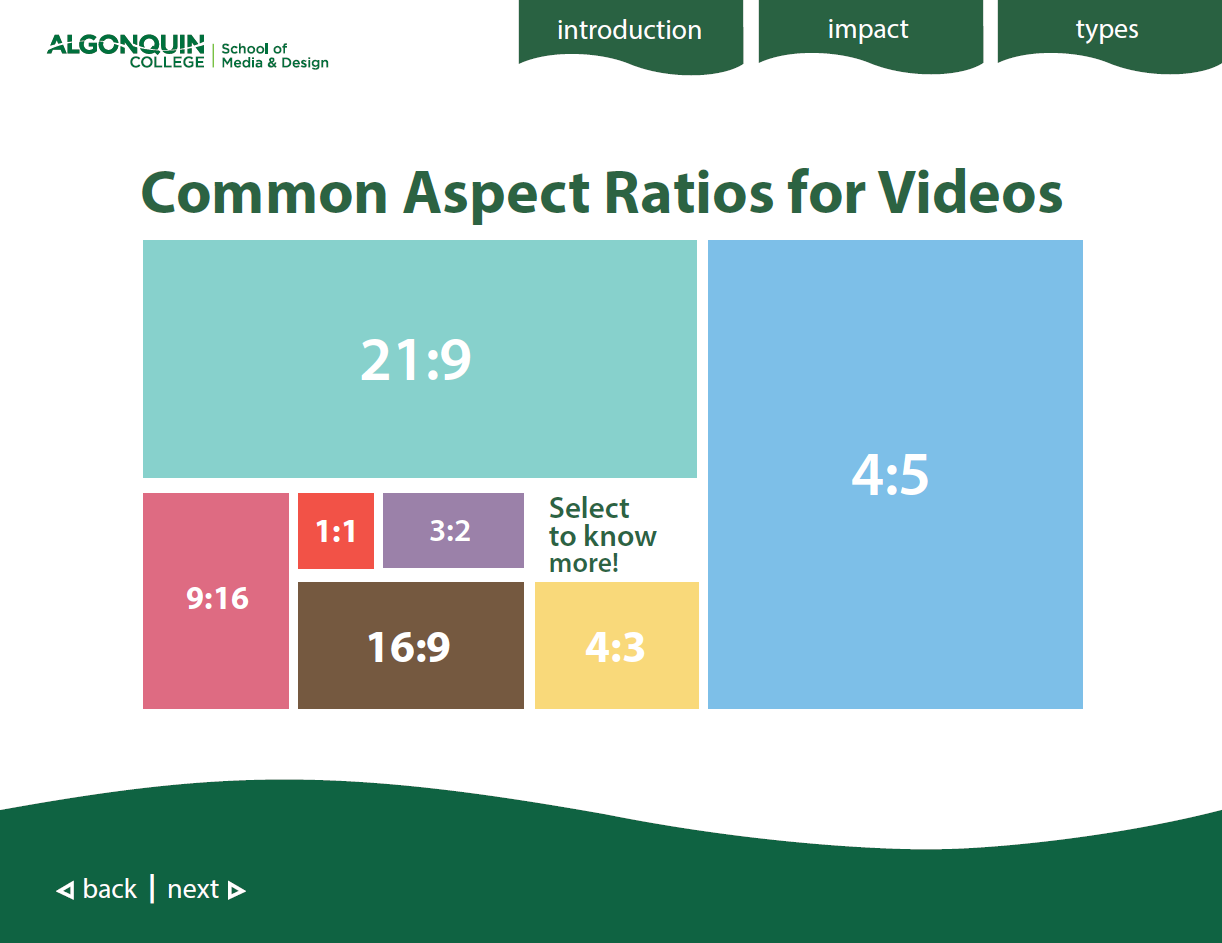 ALGONQUIN
COLLEGE
School of
Media & Design
introduction
impact
types
Common Aspect Ratios for Videos
21:9
4:5
9:16
1:1
3:2
Select
to know
more!
16:9
4:3
back | next